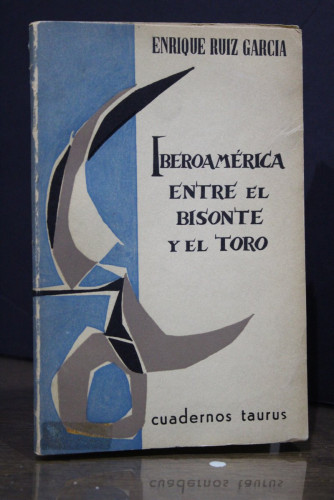 ENRIQUE RUIZ GARCIA
IBEROAMÉRICA
ENTRE EL
BISONTE
Y EL TORO
cuadernos taurus